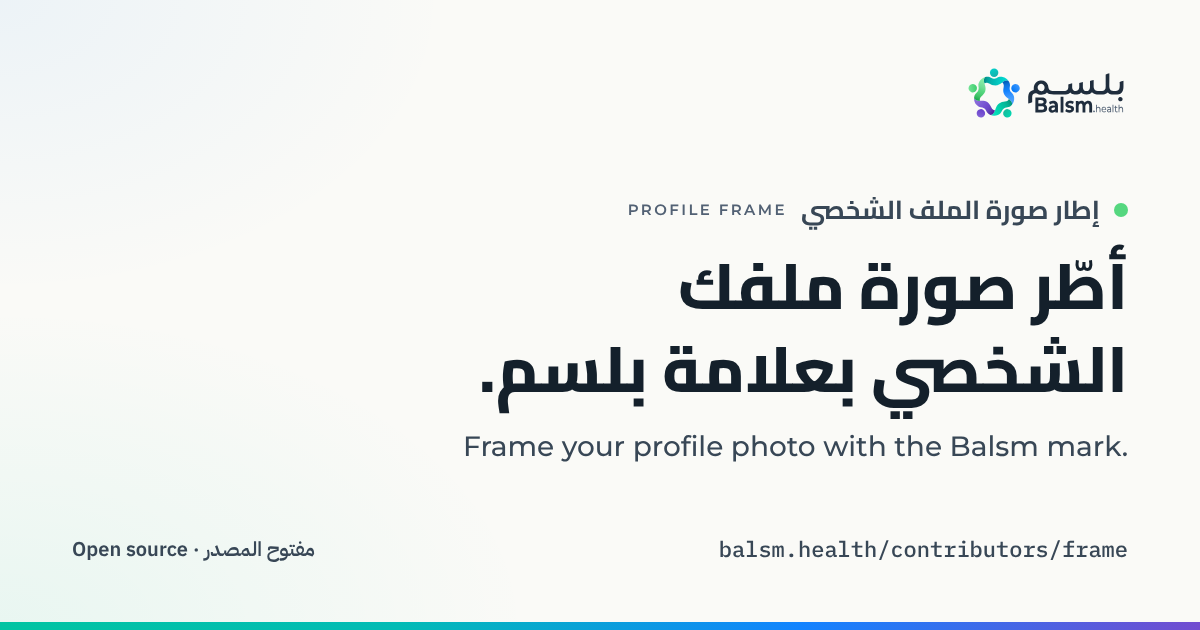 بلسم
Balsm.health
إطار صورة الملف الشخصي PROFILE FRAME
أطّر صورة ملفك
الشخصي بعلامة بلسم.
Frame your profile photo with the Balsm mark.
balsm.health/contributors/frame
Open source · مفتوح المصدر